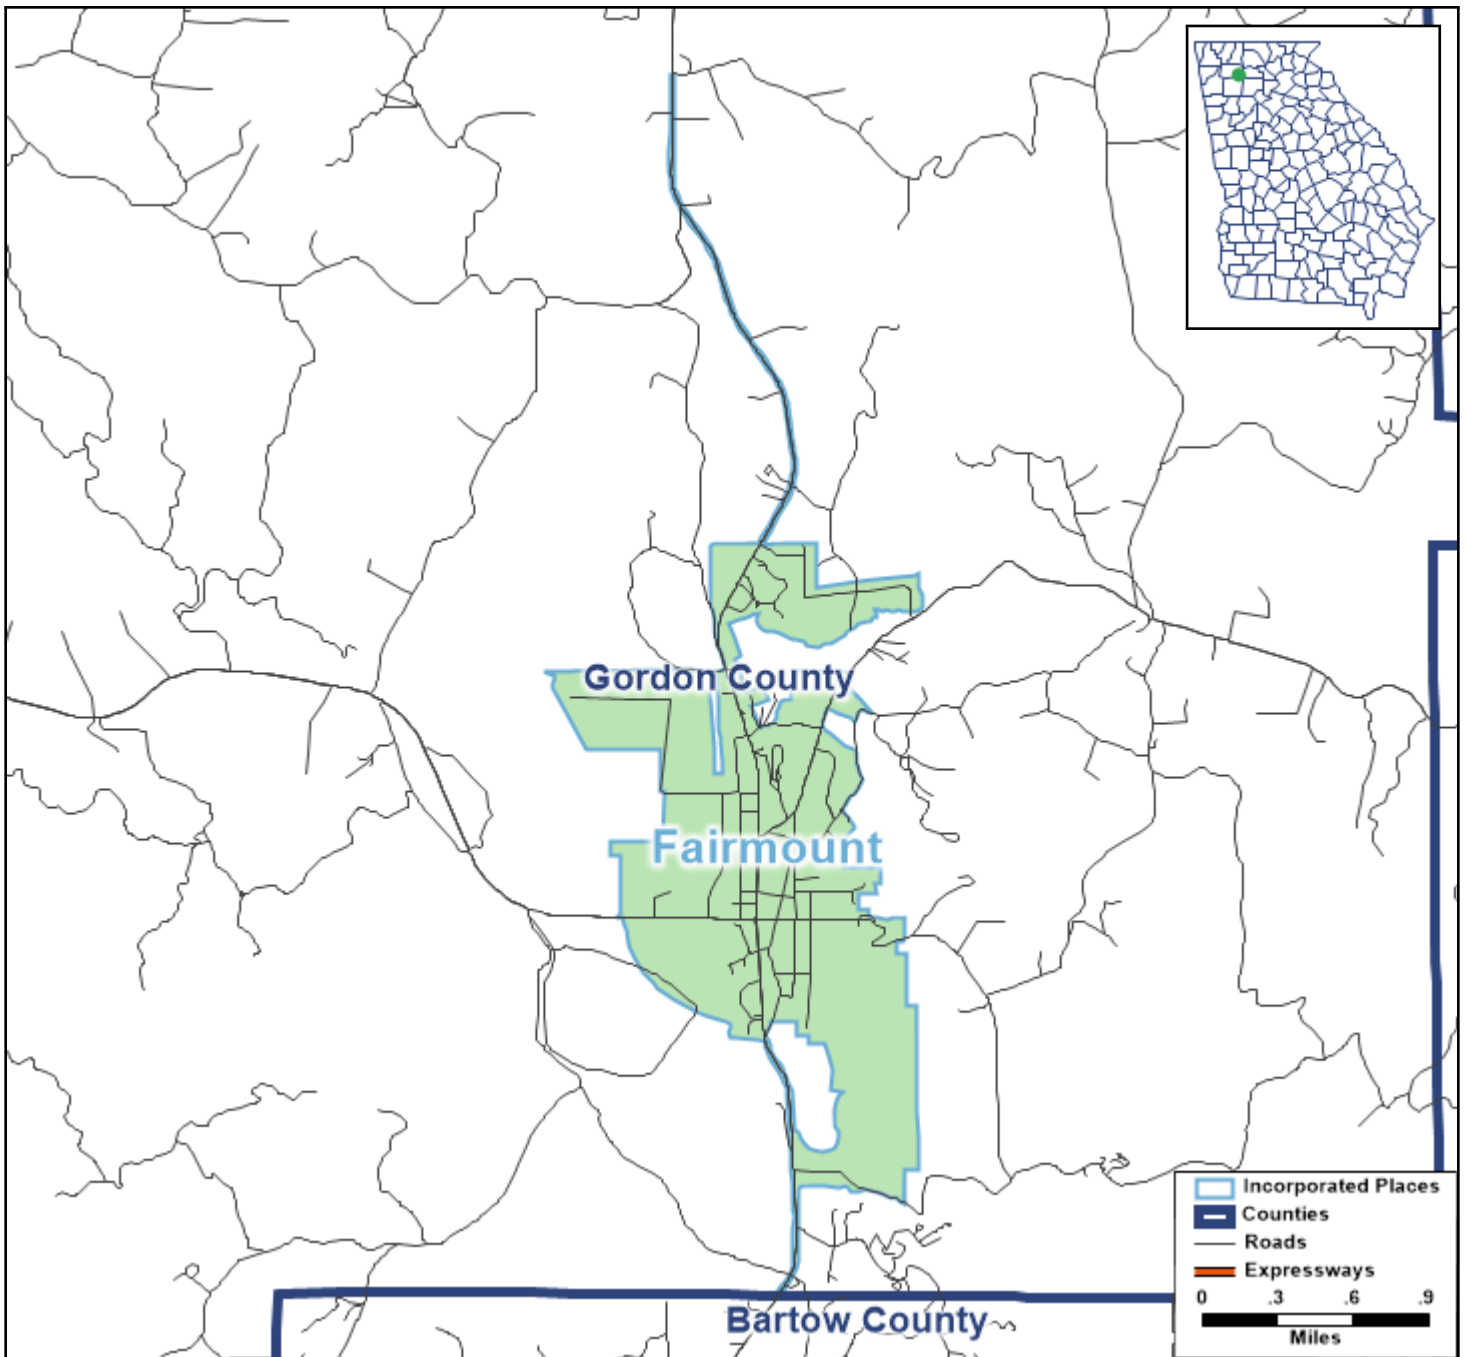 Gordon County
Fairmount
Bartow County
Incorporated Places
Counties
Roads
Expressways
0 .3 .6 .9
Miles